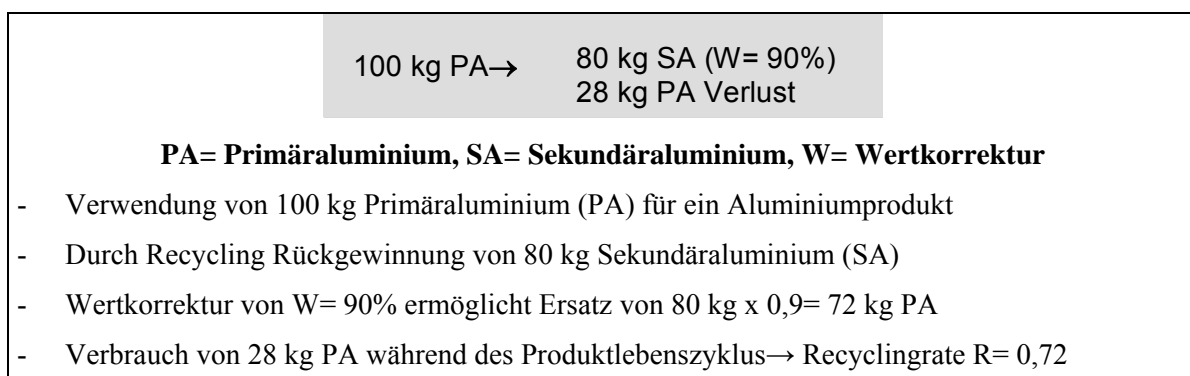 100 kg PA→ 80 kg SA (W= 90%)
28 kg PA Verlust
PA= Primäraluminium, SA= Sekundäraluminium, W= Wertkorrektur
- Verwendung von 100 kg Primäraluminium (PA) für ein Aluminiumprodukt
- Durch Recycling Rückgewinnung von 80 kg Sekundäraluminium (SA)
- Wertkorrektur von W= 90% ermöglicht Ersatz von 80 kg x 0,9= 72 kg PA
- Verbrauch von 28 kg PA während des Produktlebenszyklus→ Recyclingrate R= 0,72